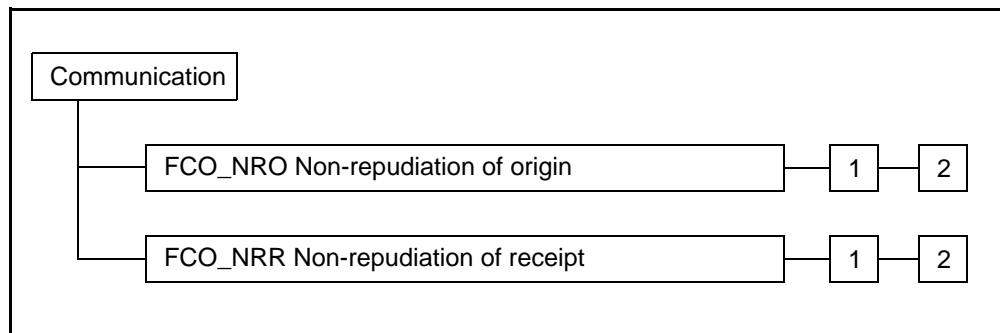 Communication
FCO_NRO Non-repudiation of origin 1 2
FCO_NRR Non-repudiation of receipt 1 2